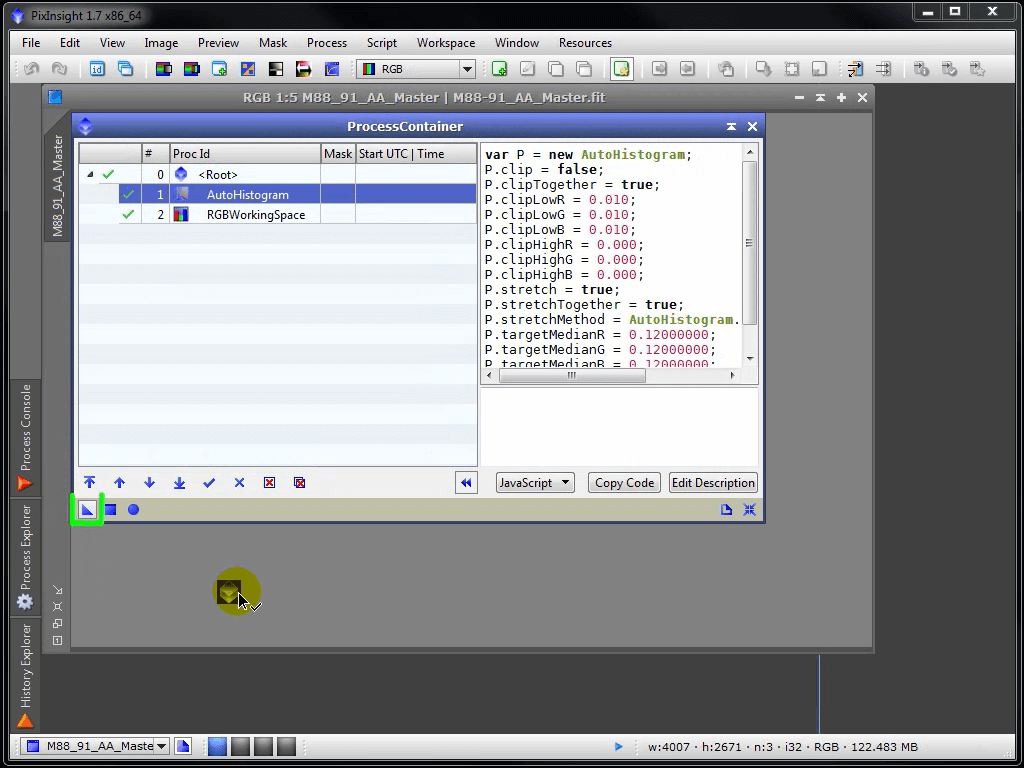 PixInsight 1.7 x86_64
File Edit View Image Preview Mask Process Script Workspace Window Resources
id RGB
RGB 1:5 M88_91_AA_Master | M88-91_AA_Master.fit
M88_91_AA_Master
ProcessContainer
# Proc Id Mask Start UTC | Time
0 <Root>
1 AutoHistogram
2 RGBWorkingSpace
var P = new AutoHistogram;
P.clip = false;
P.clipTogether = true;
P.clipLowR = 0.010;
P.clipLowG = 0.010;
P.clipLowB = 0.010;
P.clipHighR = 0.000;
P.clipHighG = 0.000;
P.clipHighB = 0.000;
P.stretch = true;
P.stretchTogether = true;
P.stretchMethod = AutoHistogram.
P.targetMedianR = 0.12000000;
P.targetMedianG = 0.12000000;
P.targetMedianB = 0.12000000;
JavaScript Copy Code Edit Description
Process Console
Process Explorer
History Explorer
1
M88_91_AA_Maste w:4007 · h:2671 · n:3 · i32 · RGB · 122.483 MB